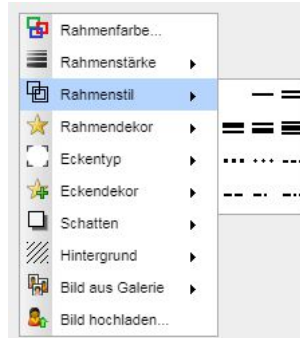 Rahmenfarbe...
Rahmenstärke
Rahmenstil
Rahmendekor
Eckentyp
Eckendekor
Schatten
Hintergrund
Bild aus Galerie
Bild hochladen...